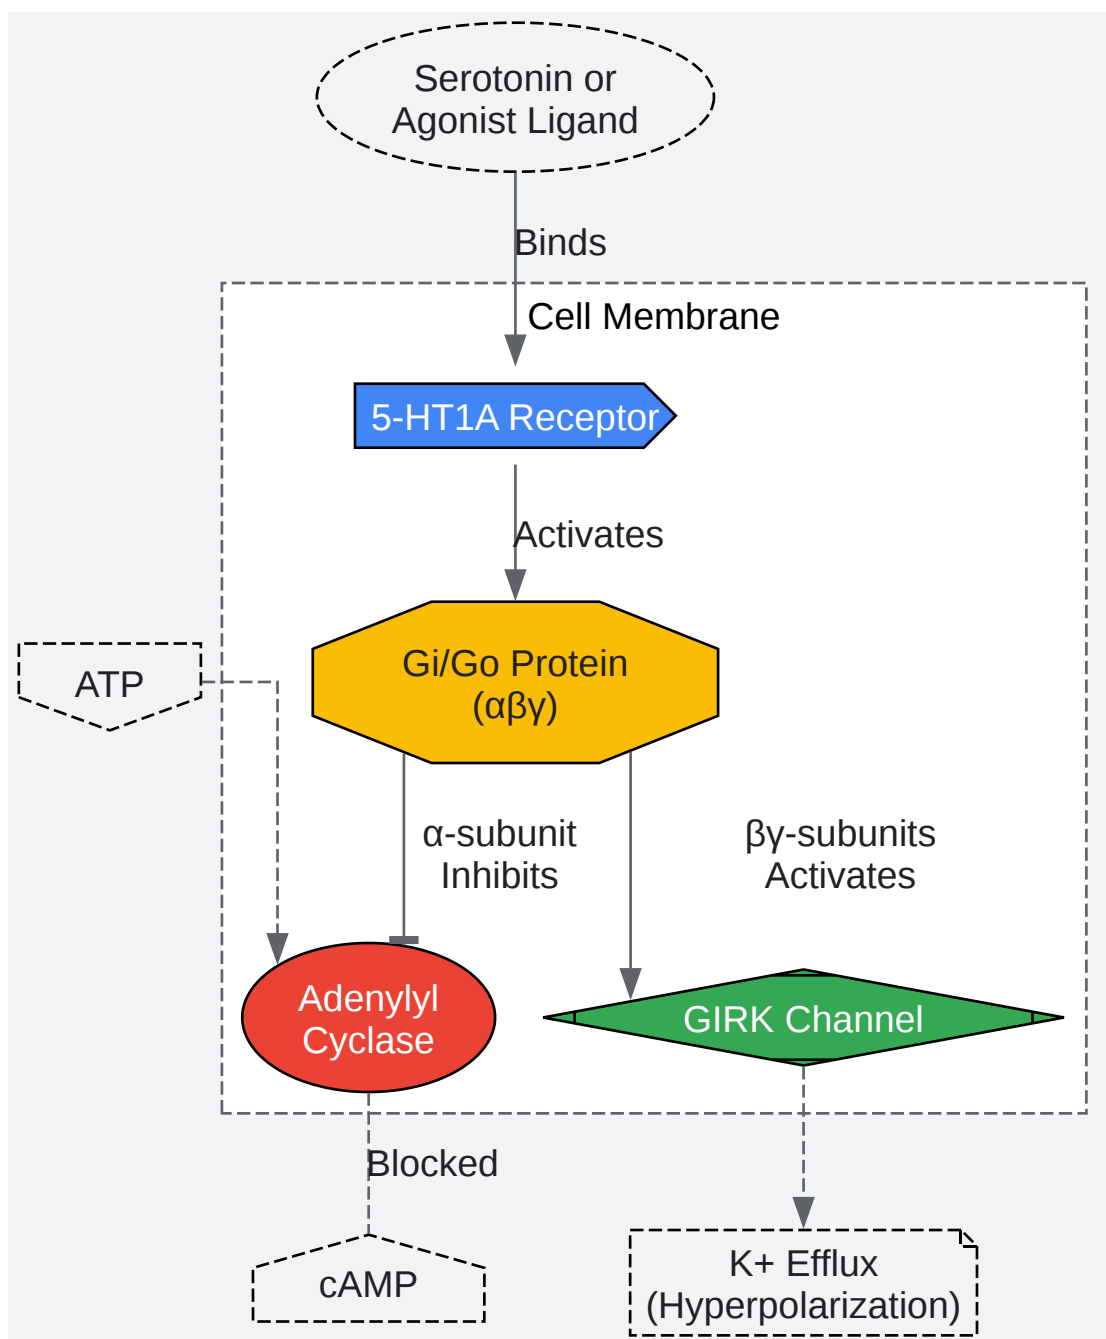 Serotonin or
Agonist Ligand
Binds
Cell Membrane
5-HT1A Receptor
Activates
Gi/Go Protein
(αβγ)
ATP
α-subunit
Inhibits
βγ-subunits
Activates
Adenylyl
Cyclase
GIRK Channel
Blocked
cAMP
K+ Efflux
(Hyperpolarization)